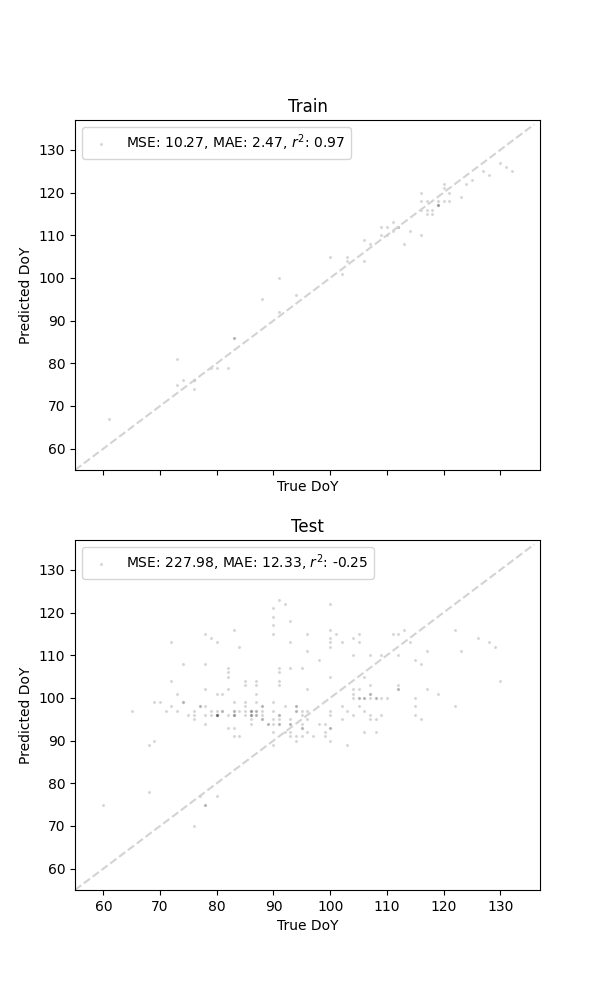 Train
MSE: 10.27, MAE: 2.47, r²: 0.97
130
120
110
100
90
80
70
60
Predicted DoY
True DoY
Test
MSE: 227.98, MAE: 12.33, r²: -0.25
130
120
110
100
90
80
70
60
Predicted DoY
60 70 80 90 100 110 120 130
True DoY